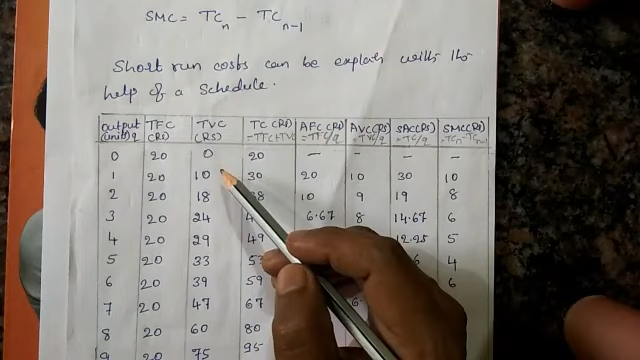 SMC = TCn - TCn-1
Short run costs can be explain with the
help of a Schedule.
Output (units) q TFC (RS) TVC (RS) TC (RS) =TFC+TVC AFC (RS) =TFC/q AVC (RS) =TVC/q SAC (RS) =TC/q SMC (RS) =TCn-TCn-1
0 20 0 20 — — — —
1 20 10 30 20 10 30 10
2 20 18 38 10 9 19 8
3 20 24 6.67 8 14.67 6
4 20 29 49 12.25 5
5 20 33 53 4
6 20 39 59 6
7 20 47 67
8 20 60 80
9 20 75 95